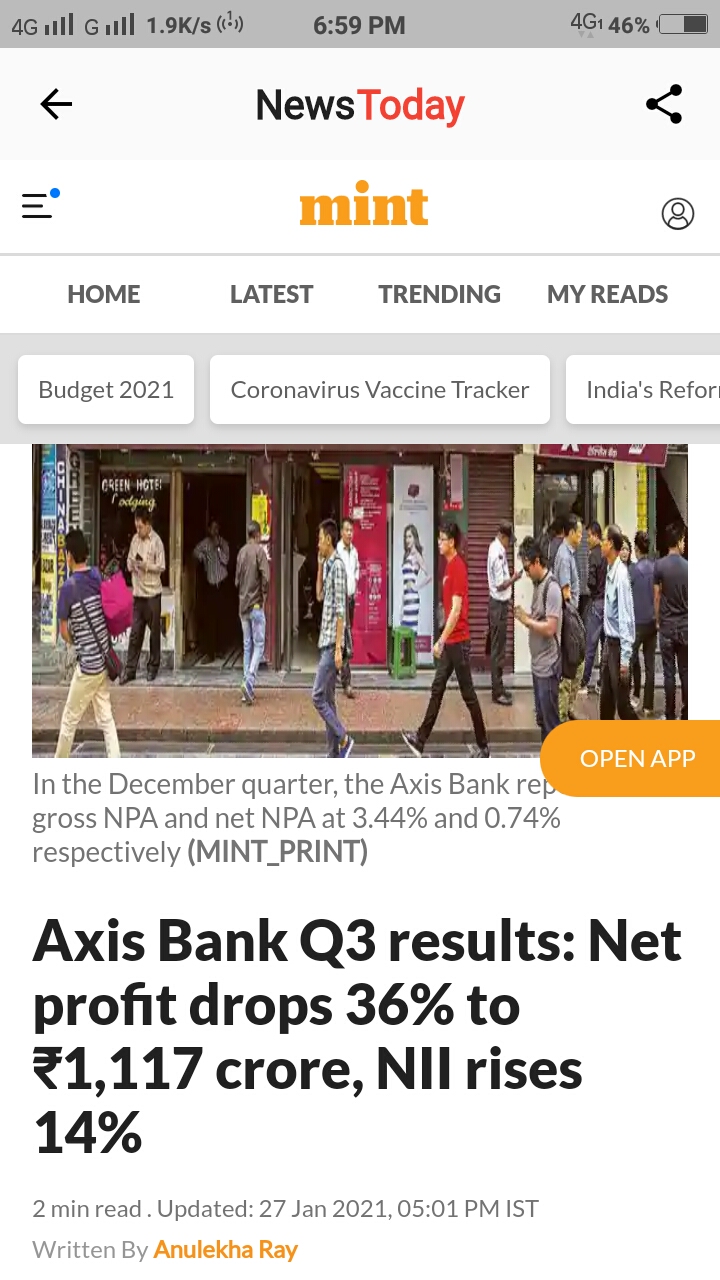 4G G 1.9K/s 6:59 PM 4G1 46%
NewsToday
mint
HOME LATEST TRENDING MY READS
Budget 2021 Coronavirus Vaccine Tracker India's Refor
GREEN HOTEL
Lodging
CHINA
OPEN APP
In the December quarter, the Axis Bank rep
gross NPA and net NPA at 3.44% and 0.74%
respectively (MINT_PRINT)
Axis Bank Q3 results: Net
profit drops 36% to
₹1,117 crore, NII rises
14%
2 min read . Updated: 27 Jan 2021, 05:01 PM IST
Written By Anulekha Ray